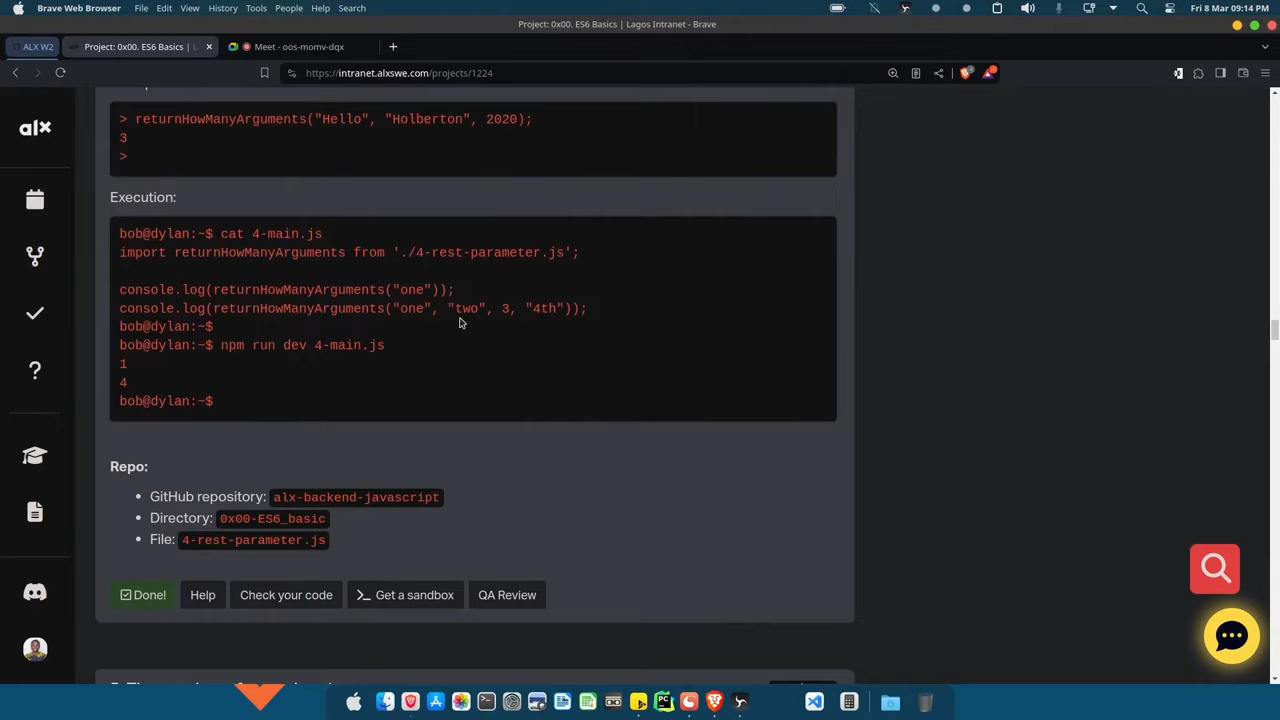 Brave Web Browser File Edit View History Tools People Help Search Fri 8 Mar 09:14 PM
Project: 0x00. ES6 Basics | Lagos Intranet - Brave
ALX W2 Project: 0x00. ES6 Basics | Meet - oos-momv-dqx
https://intranet.alxswe.com/projects/1224
alx
> returnHowManyArguments("Hello", "Holberton", 2020);
3
>
Execution:
bob@dylan:~$ cat 4-main.js
import returnHowManyArguments from './4-rest-parameter.js';
console.log(returnHowManyArguments("one"));
console.log(returnHowManyArguments("one", "two", 3, "4th"));
bob@dylan:~$
bob@dylan:~$ npm run dev 4-main.js
1
4
bob@dylan:~$
Repo:
GitHub repository: alx-backend-javascript
Directory: 0x00-ES6_basic
File: 4-rest-parameter.js
Done! Help Check your code Get a sandbox QA Review